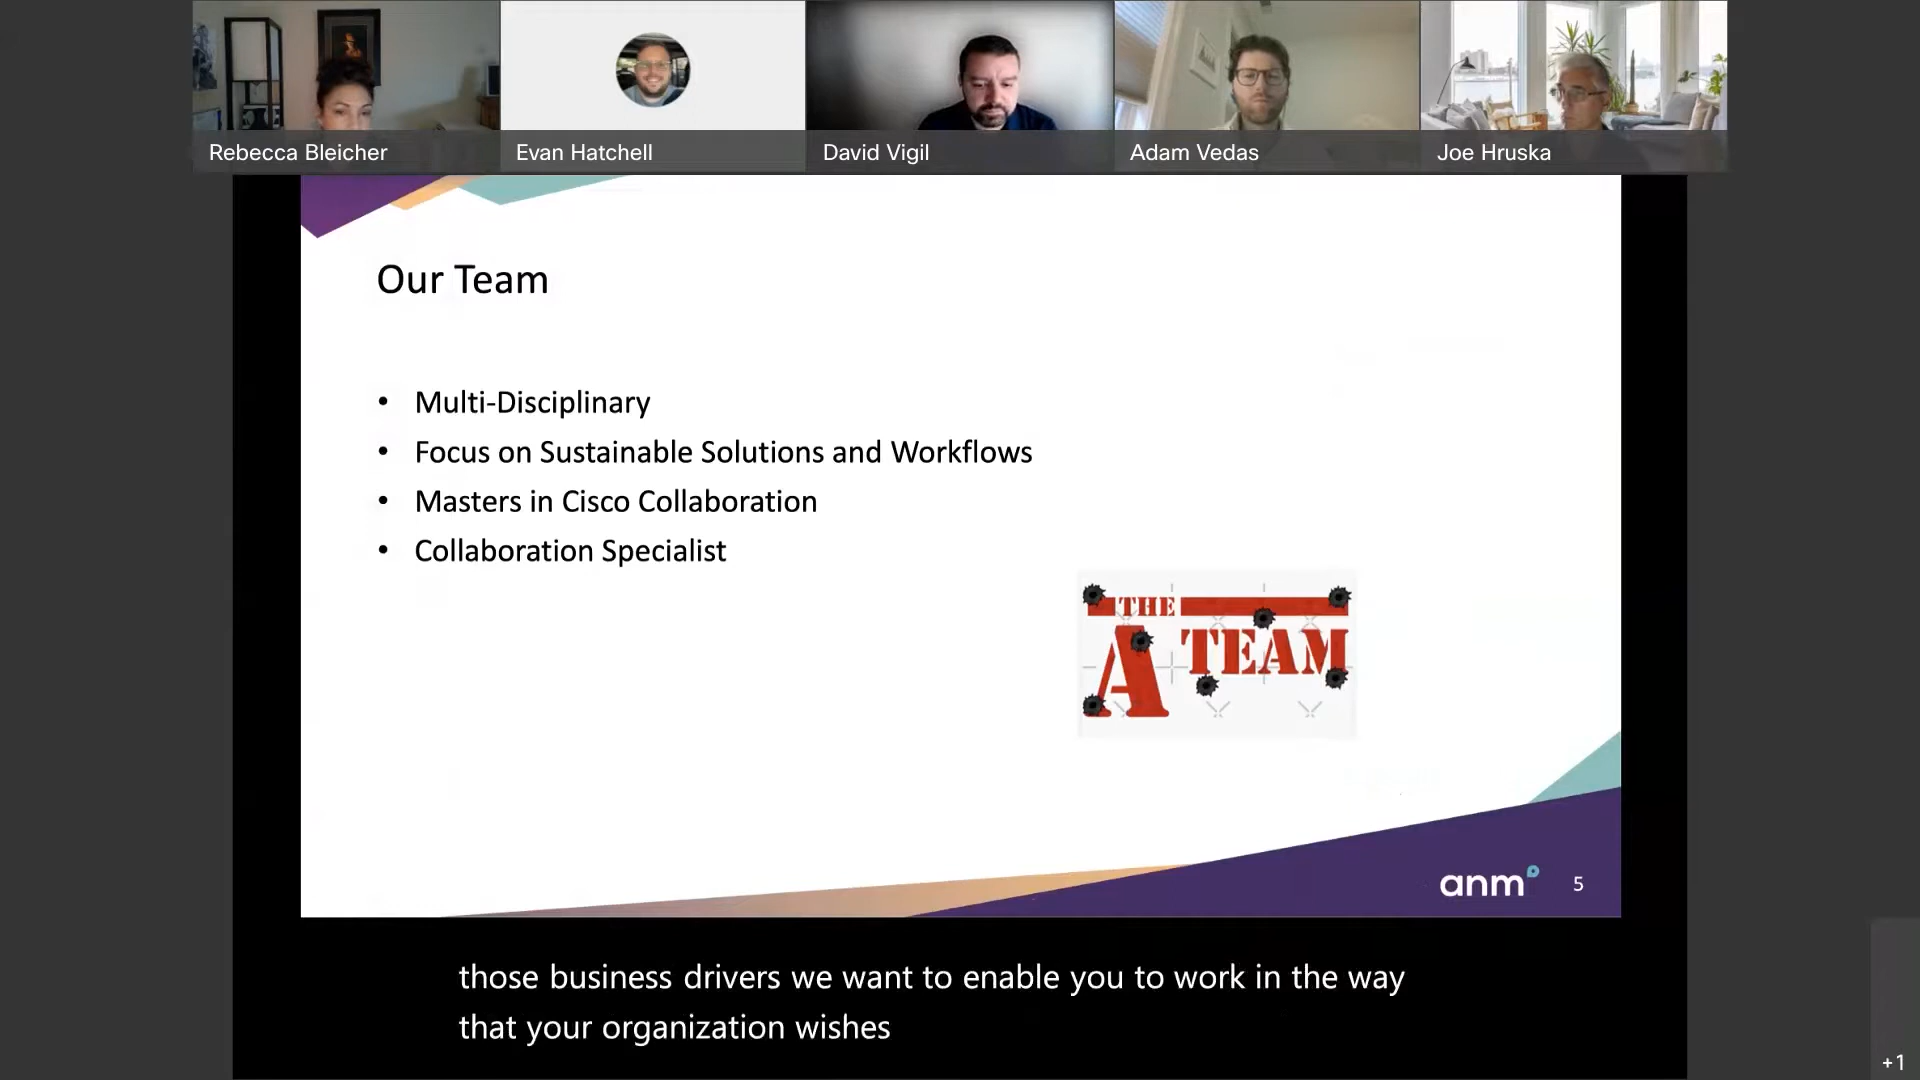 Rebecca Bleicher
Evan Hatchell
David Vigil
Adam Vedas
Joe Hruska
Our Team
• Multi-Disciplinary
• Focus on Sustainable Solutions and Workflows
• Masters in Cisco Collaboration
• Collaboration Specialist
THE
A TEAM
anm
5
those business drivers we want to enable you to work in the way
that your organization wishes
+1